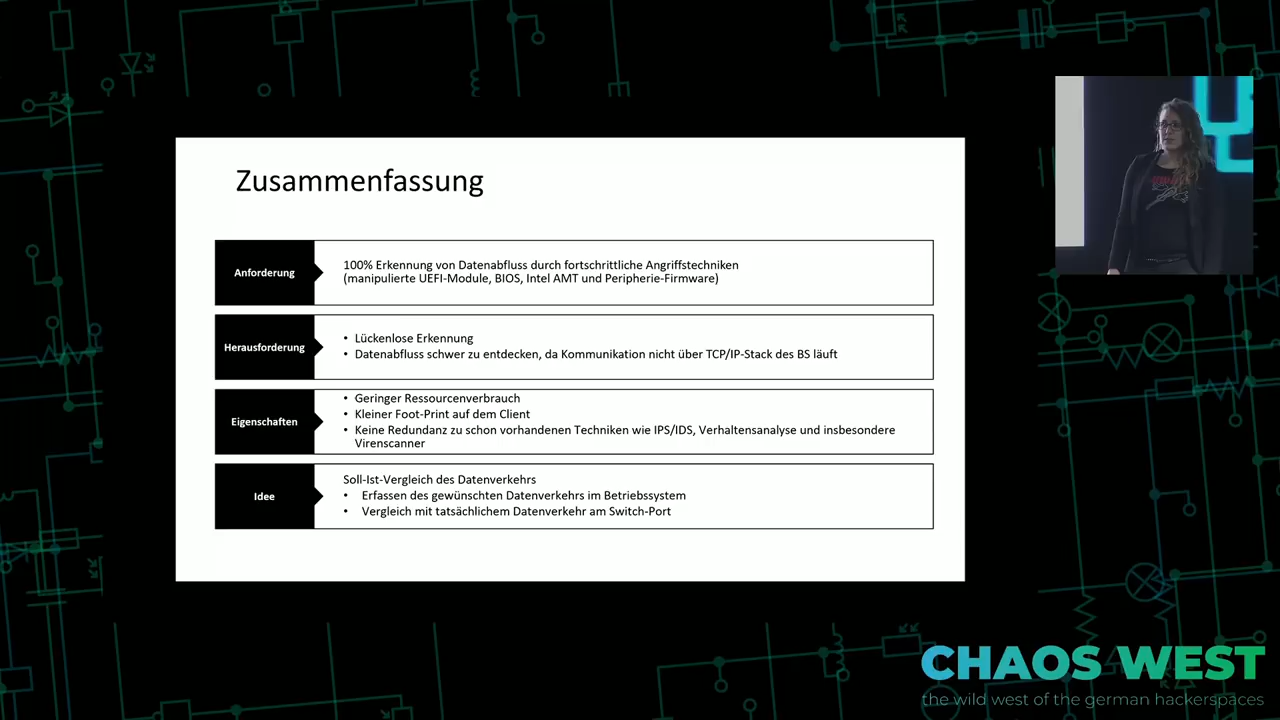 Zusammenfassung
Anforderung
100% Erkennung von Datenabfluss durch fortschrittliche Angriffstechniken
(manipulierte UEFI-Module, BIOS, Intel AMT und Peripherie-Firmware)
Herausforderung
• Lückenlose Erkennung
• Datenabfluss schwer zu entdecken, da Kommunikation nicht über TCP/IP-Stack des BS läuft
Eigenschaften
• Geringer Ressourcenverbrauch
• Kleiner Foot-Print auf dem Client
• Keine Redundanz zu schon vorhandenen Techniken wie IPS/IDS, Verhaltensanalyse und insbesondere
Virenscanner
Idee
Soll-Ist-Vergleich des Datenverkehrs
• Erfassen des gewünschten Datenverkehrs im Betriebssystem
• Vergleich mit tatsächlichem Datenverkehr am Switch-Port
CHAOS WEST
the wild west of the german hackerspaces